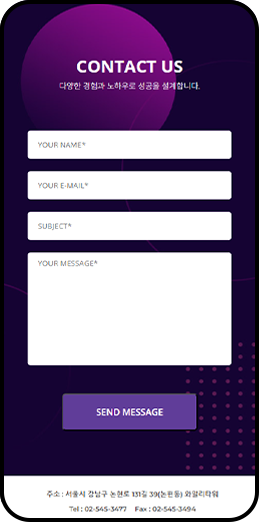 CONTACT US
다양한 경험과 노하우로 성공을 설계합니다.
YOUR NAME*
YOUR E-MAIL*
SUBJECT*
YOUR MESSAGE*
SEND MESSAGE
주소 : 서울시 강남구 논현로 131길 39(논현동) 와말리타워
Tel : 02-545-3477 Fax : 02-545-3494